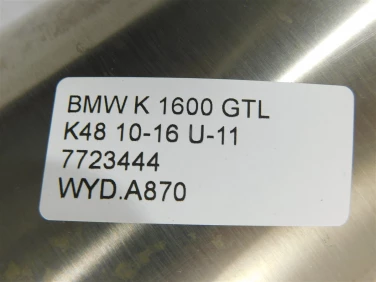 BMW K 1600 GTL
K48 10-16 U-11
7723444
WYD.A870